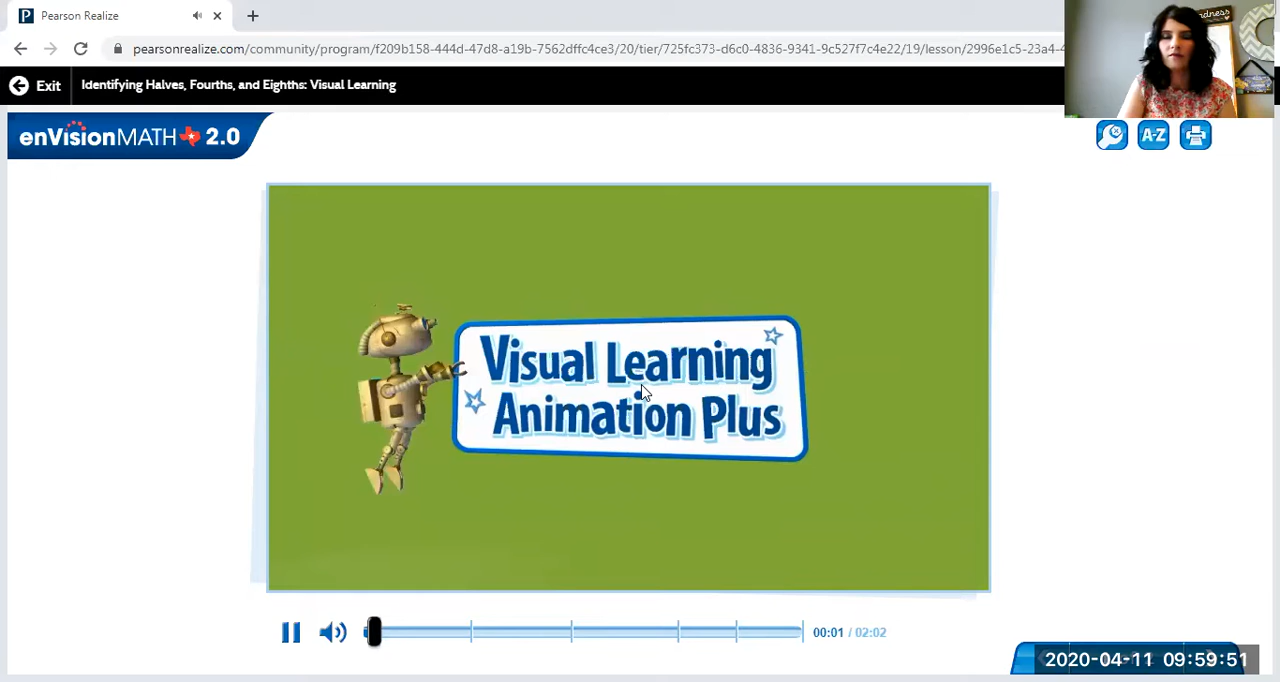 Pearson Realize
pearsonrealize.com/community/program/f209b158-444d-47d8-a19b-7562dffc4ce3/20/tier/725fc373-d6c0-4836-9341-9c527f7c4e22/19/lesson/2996e1c5-23a4-4
Exit
Identifying Halves, Fourths, and Eighths: Visual Learning
enVisionMATH 2.0
A-Z
Visual Learning
Animation Plus
00:01 / 02:02
2020-04-11 09:59:51